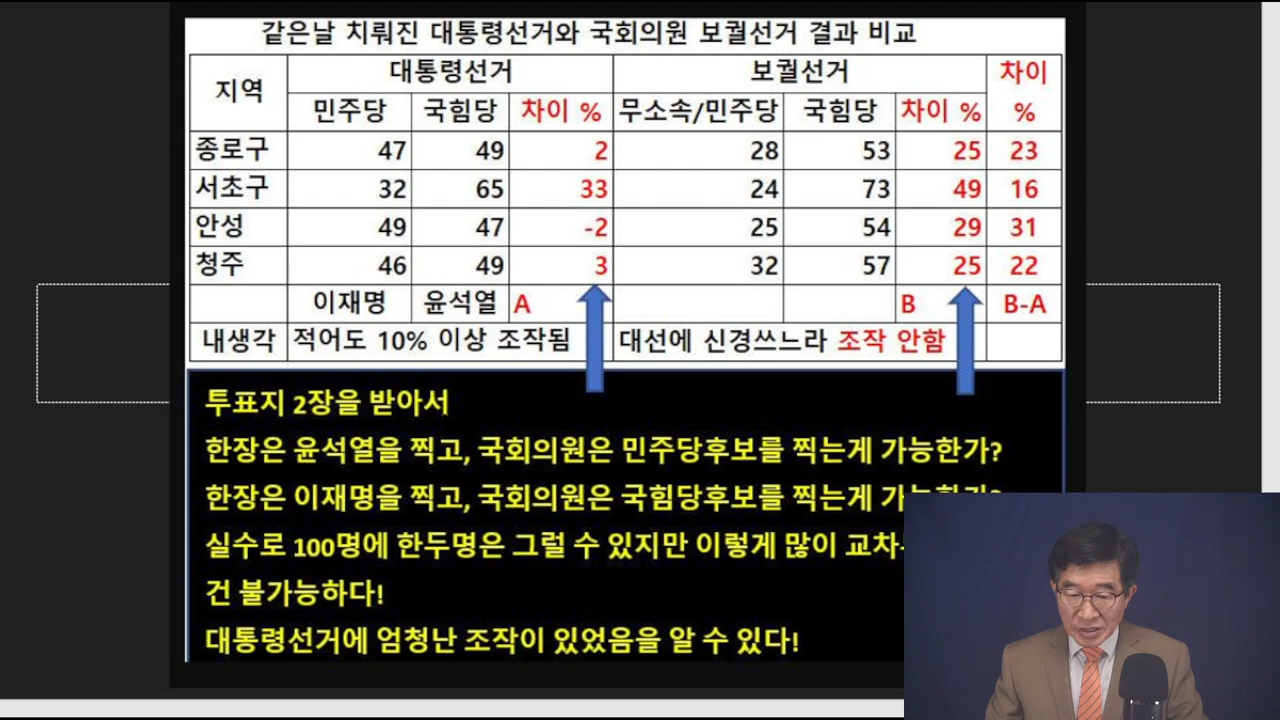 같은날 치뤄진 대통령선거와 국회의원 보궐선거 결과 비교
지역 대통령선거 보궐선거 차이 %
민주당 국힘당 차이 % 무소속/민주당 국힘당 차이 %
종로구 47 49 2 28 53 25 23
서초구 32 65 33 24 73 49 16
안성 49 47 -2 25 54 29 31
청주 46 49 3 32 57 25 22
이재명 윤석열 A B B-A
내생각 적어도 10% 이상 조작됨 대선에 신경쓰느라 조작 안함
투표지 2장을 받아서
한장은 윤석열을 찍고, 국회의원은 민주당후보를 찍는게 가능한가?
한장은 이재명을 찍고, 국회의원은 국힘당후보를 찍는게
실수로 100명에 한두명은 그럴 수 있지만 이렇게 많이
건 불가능하다!
대통령선거에 엄청난 조작이 있었음을 알 수 있다!